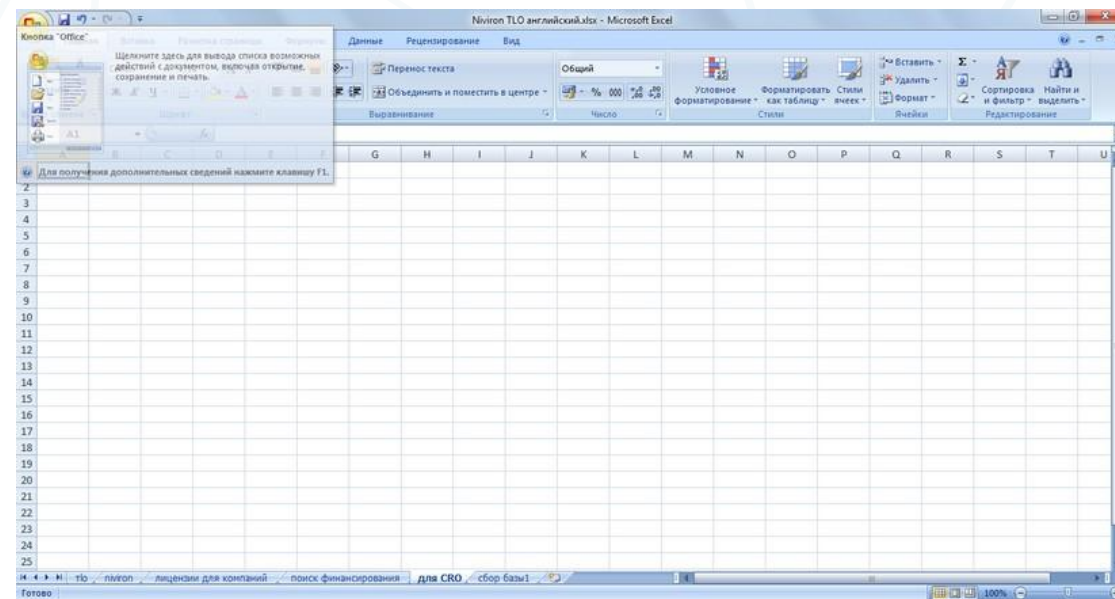 Niviron TLO английский.xlsx - Microsoft Excel
Кнопка "Office"
Щелкните здесь для вывода списка возможных
действий с документом, включая открытие,
сохранение и печать.
Для получения дополнительных сведений нажмите клавишу F1.
Данные Рецензирование Вид
Перенос текста
Объединить и поместить в центре
Выравнивание
Общий
% 000
Число
Условное
форматирование
Форматировать
как таблицу
Стили
ячеек
Стили
Вставить
Удалить
Формат
Ячейки
Σ
Сортировка
и фильтр
Найти и
выделить
Редактирование
A1
G H I J K L M N O P Q R S T U
2
3
4
5
6
7
8
9
10
11
12
13
14
15
16
17
18
19
20
21
22
23
24
25
tlo niviron лицензии для компаний поиск финансирования для CRO сбор базы1
Готово 100%